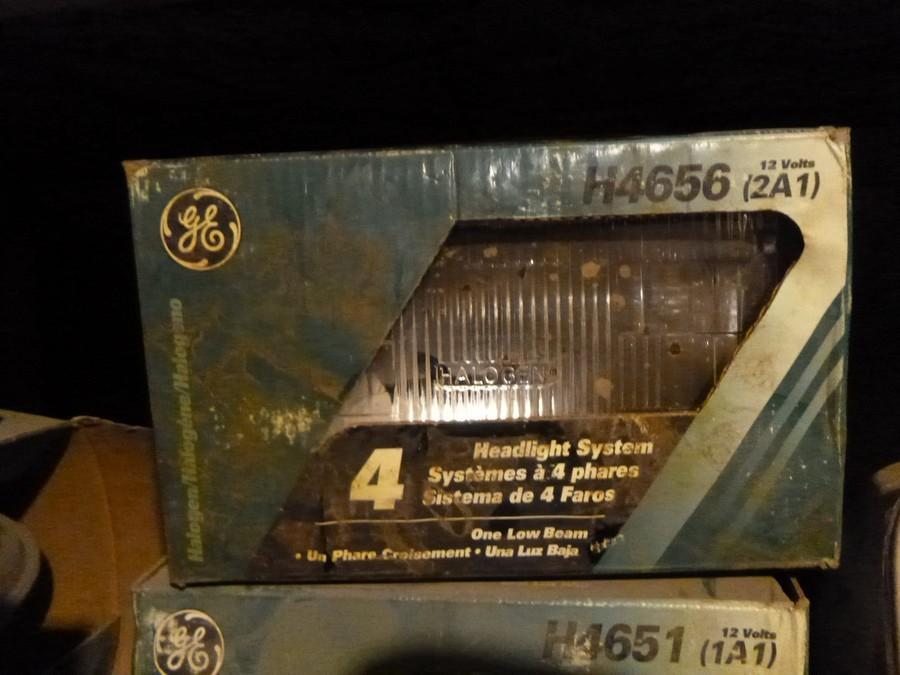 GE
12 Volts
H4656 (2A1)
Halogen/Halogène/Halogeno
HALOGEN
4 Headlight System
Systèmes à 4 phares
Sistema de 4 Faros
One Low Beam
• Un Phare Croisement • Una Luz Baja
GE
12 Volts
H4651 (1A1)